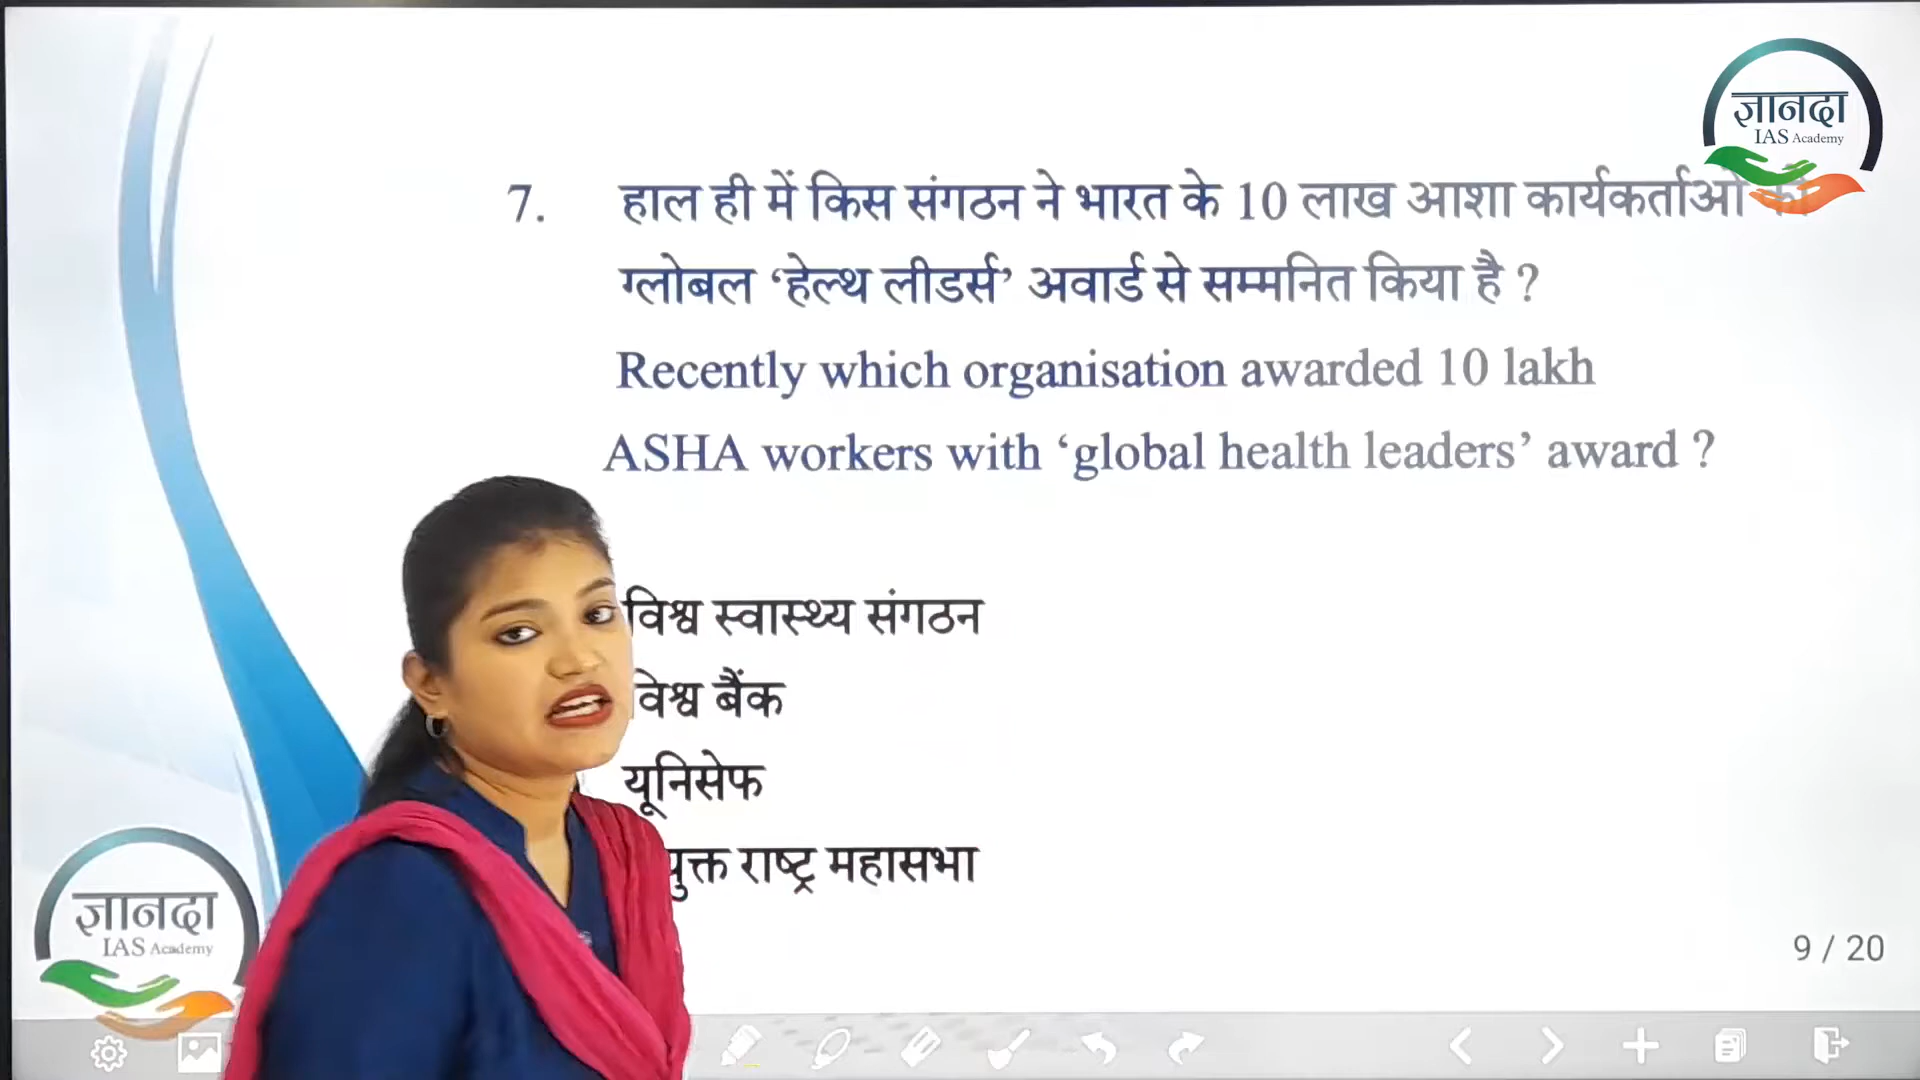 ज्ञानदा
IAS Academy
7. हाल ही में किस संगठन ने भारत के 10 लाख आशा कार्यकर्ताओं
ग्लोबल ‘हेल्थ लीडर्स’ अवार्ड से सम्मनित किया है ?
Recently which organisation awarded 10 lakh
ASHA workers with ‘global health leaders’ award ?
विश्व स्वास्थ्य संगठन
विश्व बैंक
यूनिसेफ
राष्ट्र महासभा
ज्ञानदा
IAS Academy
9 / 20